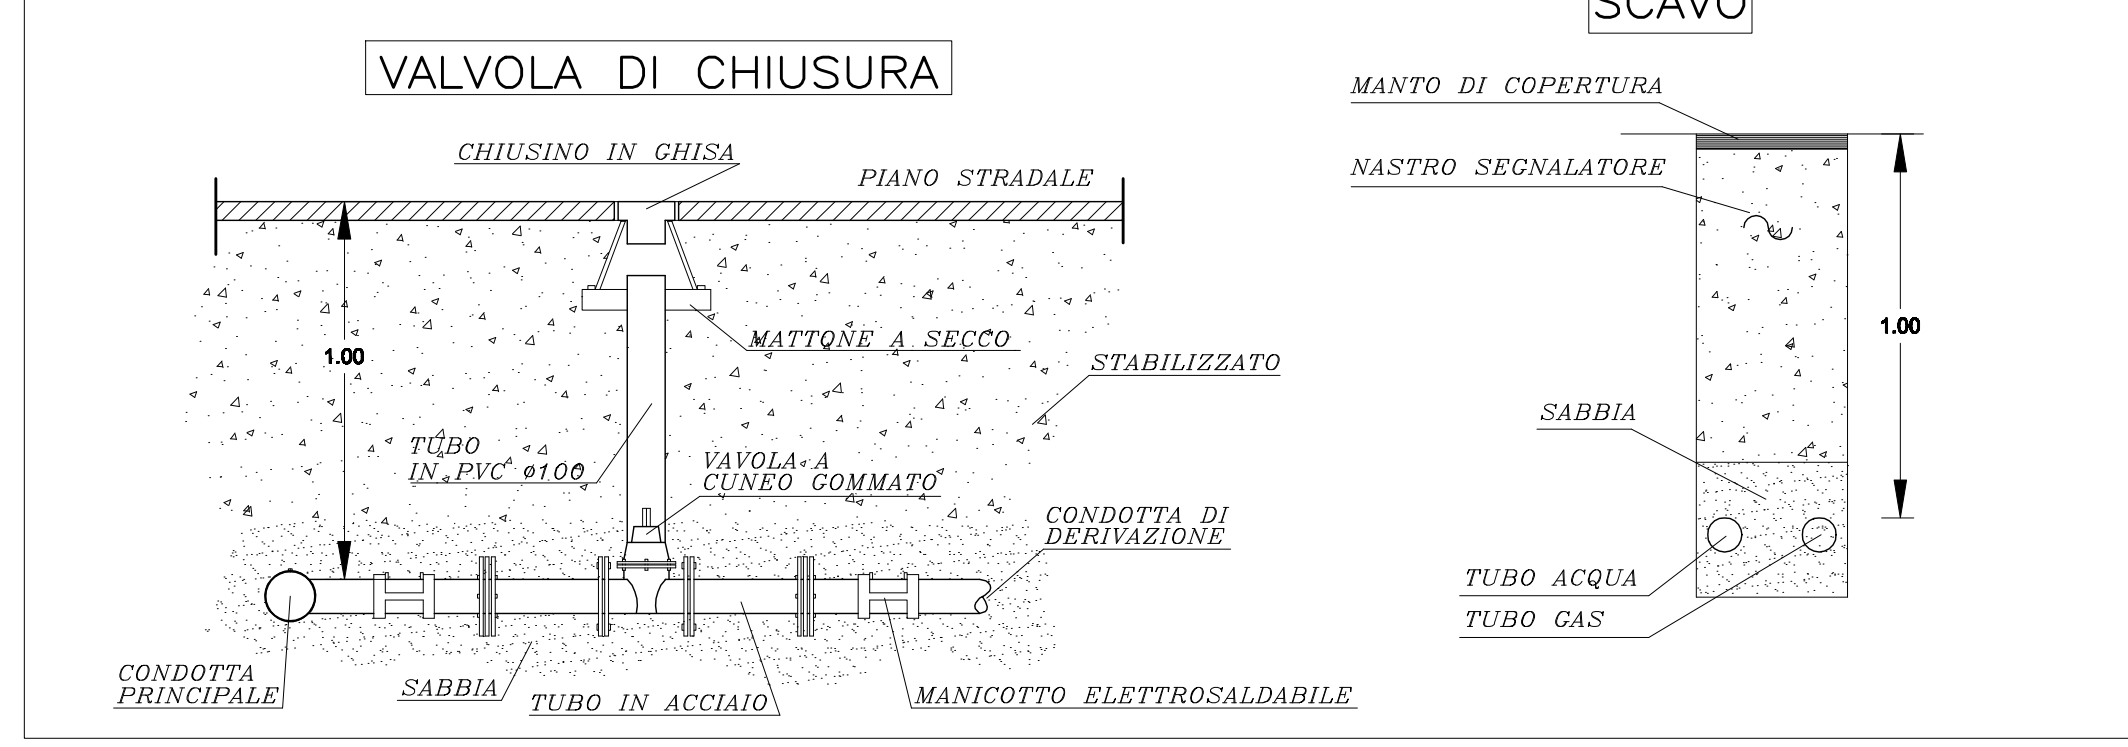 VALVOLA DI CHIUSURA
CHIUSINO IN GHISA
PIANO STRADALE
1.00
MATTONE A SECCO
STABILIZZATO
TUBO
IN PVC ø100
VAVOLA A
CUNEO GOMMATO
CONDOTTA DI
DERIVAZIONE
CONDOTTA
PRINCIPALE
SABBIA
TUBO IN ACCIAIO
MANICOTTO ELETTROSALDABILE
SCAVO
MANTO DI COPERTURA
NASTRO SEGNALATORE
1.00
SABBIA
TUBO ACQUA
TUBO GAS